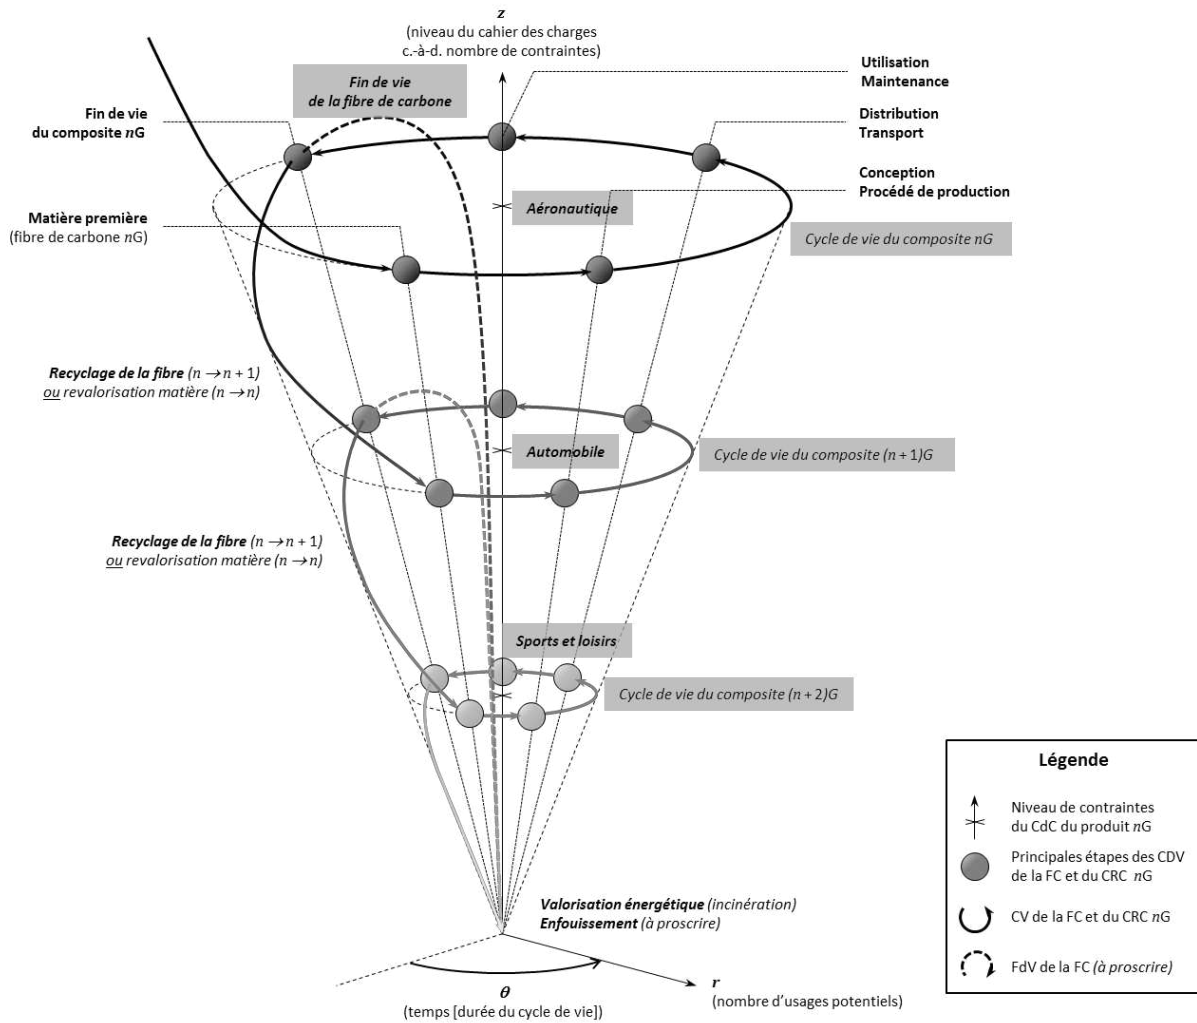 z
(niveau du cahier des charges
c.-à-d. nombre de contraintes)
Utilisation
Maintenance
Fin de vie
de la fibre de carbone
Fin de vie
du composite nG
Distribution
Transport
Conception
Procédé de production
Aéronautique
Matière première
(fibre de carbone nG)
Cycle de vie du composite nG
Recyclage de la fibre (n → n + 1)
ou revalorisation matière (n → n)
Automobile
Cycle de vie du composite (n + 1)G
Recyclage de la fibre (n → n + 1)
ou revalorisation matière (n → n)
Sports et loisirs
Cycle de vie du composite (n + 2)G
Valorisation énergétique (incinération)
Enfouissement (à proscrire)
r
(nombre d'usages potentiels)
θ
(temps [durée du cycle de vie])
Légende
Niveau de contraintes
du CdC du produit nG
Principales étapes des CDV
de la FC et du CRC nG
CV de la FC et du CRC nG
FdV de la FC (à proscrire)